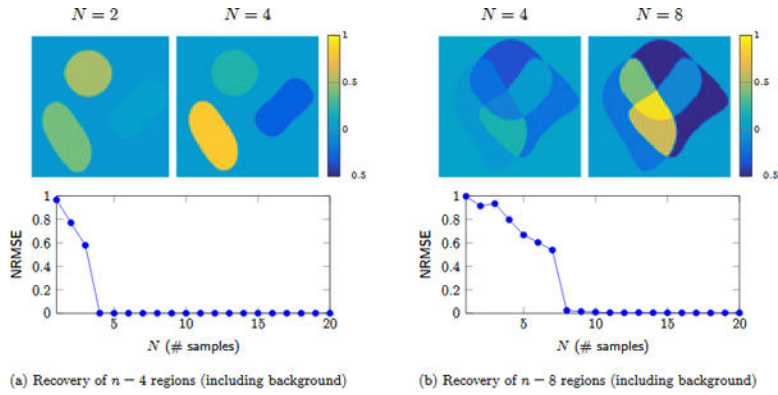 N = 2
N = 4
1
0.5
0
0.5
NRMSE
1
0.8
0.6
0.4
0.2
0
5
10
15
20
N (# samples)
(a) Recovery of n − 4 regions (including background)
N = 4
N = 8
1
0.5
0
0.5
NRMSE
1
0.8
0.6
0.4
0.2
0
5
10
15
20
N (# samples)
(b) Recovery of n − 8 regions (including background)